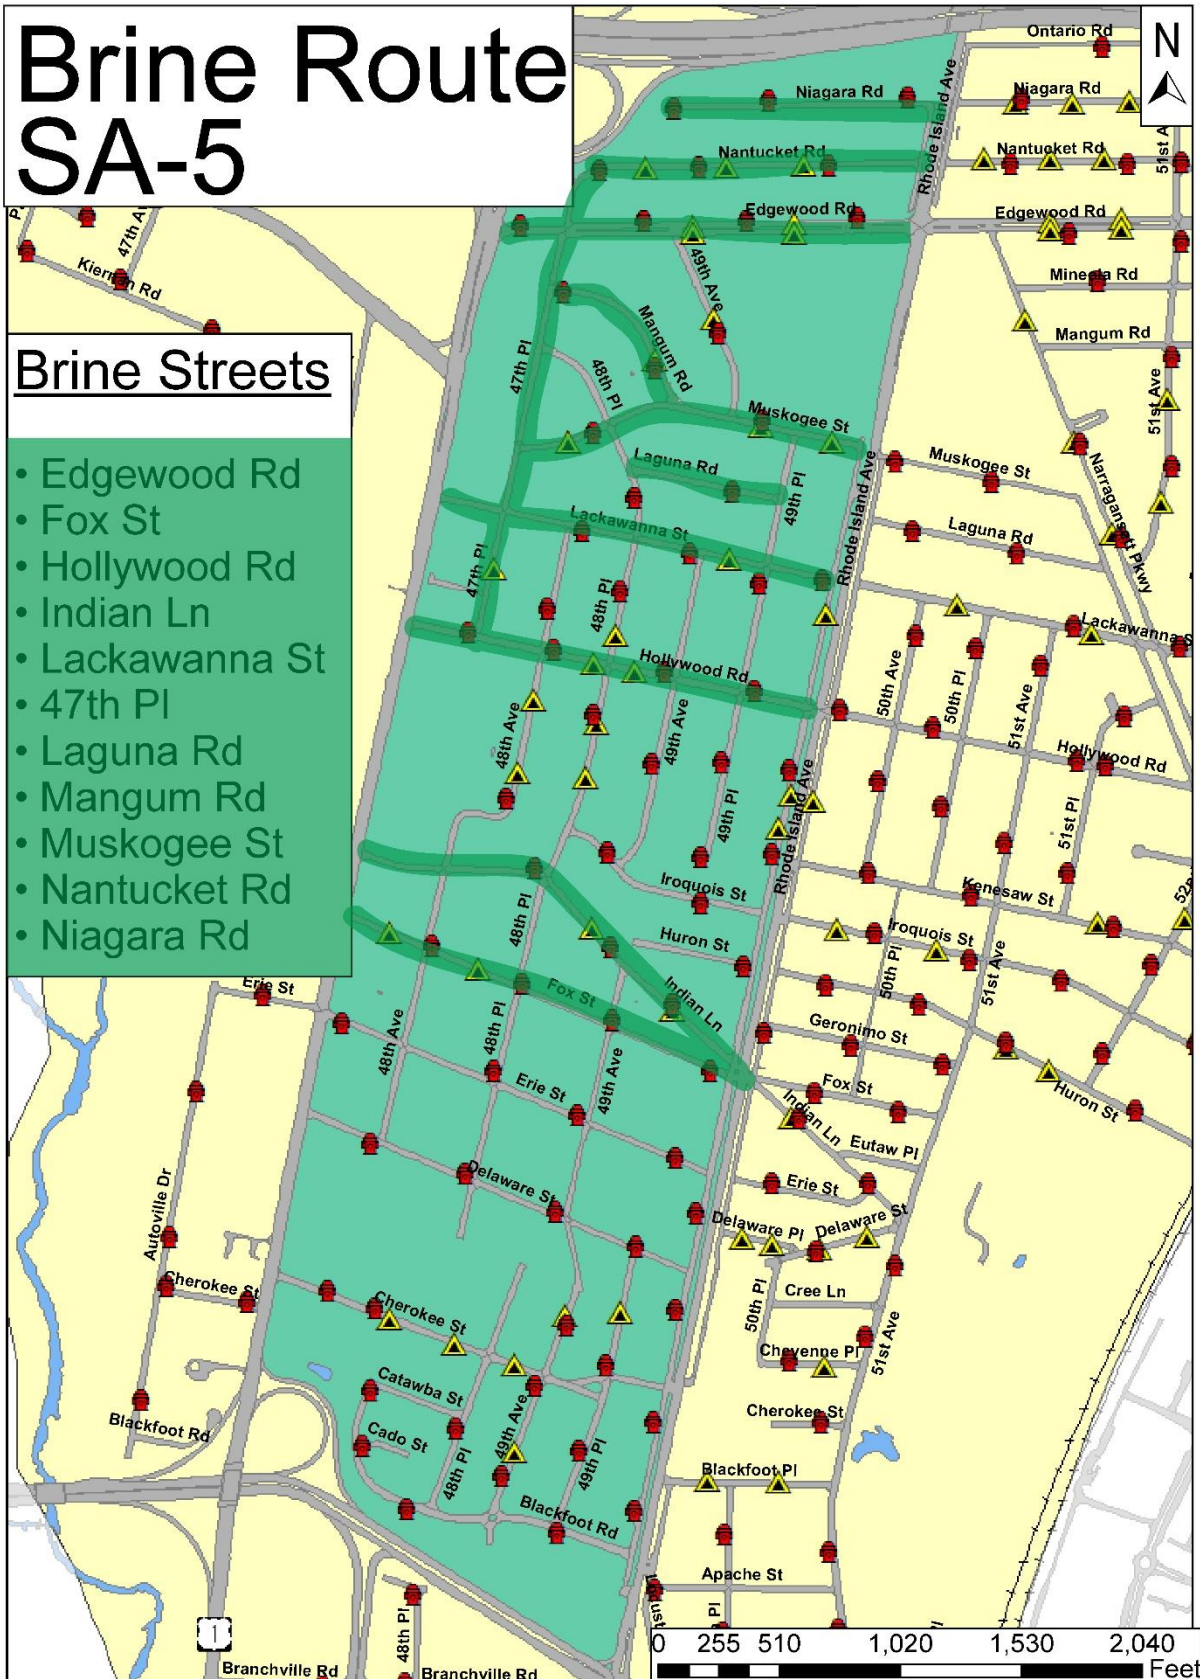 Brine Route
SA-5
N
Ontario Rd
Niagara Rd
Niagara Rd
Rhode Island Ave
Nantucket Rd
Nantucket Rd
51st A
Edgewood Rd
Edgewood Rd
47th Av
Kiernan Rd
49th Ave
Mineola Rd
Mangum Rd
Mangum Rd
47th Pl
48th Pl
51st Ave
Brine Streets
• Edgewood Rd
• Fox St
• Hollywood Rd
• Indian Ln
• Lackawanna St
• 47th Pl
• Laguna Rd
• Mangum Rd
• Muskogee St
• Nantucket Rd
• Niagara Rd
Muskogee St
Muskogee St
Laguna Rd
49th Pl
Rhode Island Ave
Narragansett Pkwy
Laguna Rd
Lackawanna St
47th Pl
48th Pl
Lackawanna S
Hollywood Rd
50th Ave
50th Pl
51st Ave
48th Ave
49th Ave
Hollywood Rd
49th Pl
Rhode Island Ave
51st Pl
Iroquois St
Kenesaw St
48th Pl
Huron St
Iroquois St
50th Pl
51st Ave
Erie St
Fox St
Indian Ln
48th Ave
48th Pl
Geronimo St
Erie St
49th Ave
Fox St
Huron St
Indian Ln
Eutaw Pl
Autoville Dr
Delaware St
Erie St
Delaware Pl
Delaware St
Cherokee St
Cherokee St
50th Pl
Cree Ln
51st Ave
Cheyenne Pl
Catawba St
Cado St
49th Ave
Cherokee St
Blackfoot Rd
48th Pl
49th Pl
Blackfoot Pl
Blackfoot Rd
Apache St
1
48th Pl
Pl
Branchville Rd
Branchville Rd
0 255 510 1,020 1,530 2,040
Feet